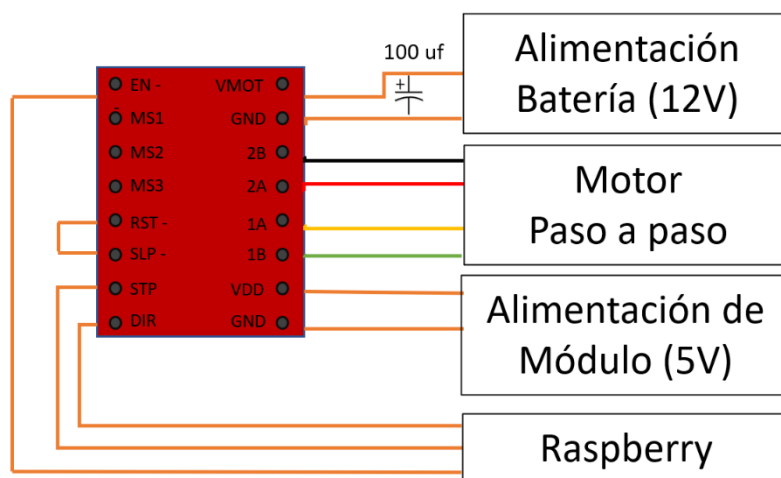 100 uf
Alimentación
Batería (12V)
EN -
VMOT
MS1
GND
MS2
2B
MS3
2A
Motor
Paso a paso
RST -
1A
SLP -
1B
STP
VDD
DIR
GND
Alimentación de
Módulo (5V)
Raspberry